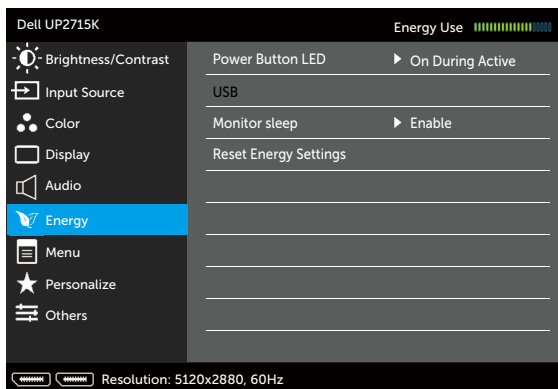 Dell UP2715K
Energy Use
Brightness/Contrast
Power Button LED
On During Active
Input Source
USB
Color
Monitor sleep
Enable
Display
Reset Energy Settings
Audio
Energy
Menu
Personalize
Others
Resolution: 5120x2880, 60Hz